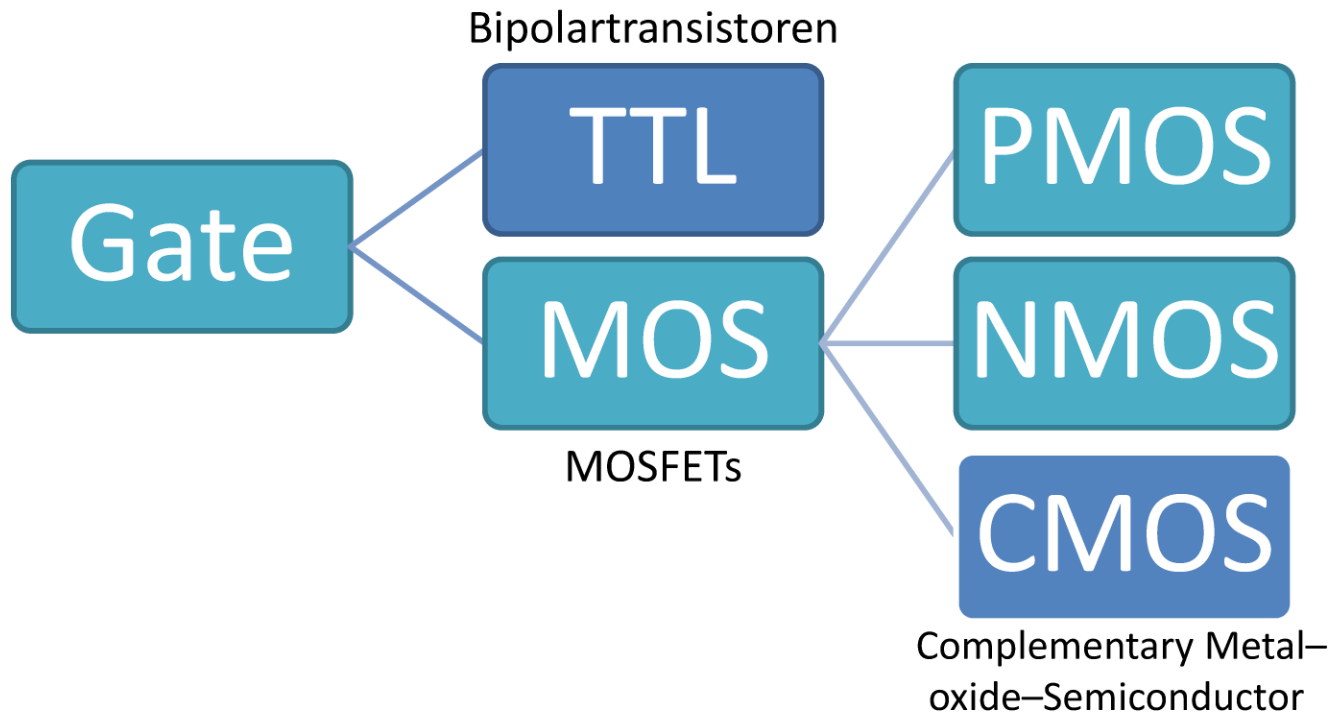 Bipolartransistoren
Gate
TTL
MOS
MOSFETs
PMOS
NMOS
CMOS
Complementary Metal–
oxide–Semiconductor